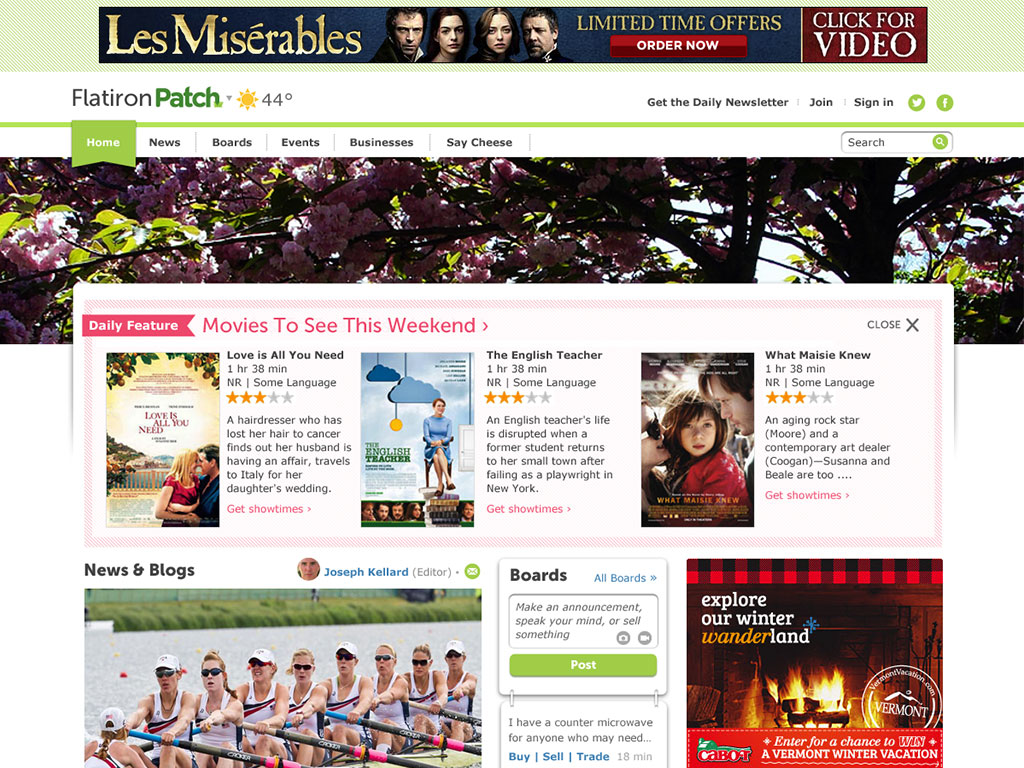 LES MISÉRABLES
LIMITED TIME OFFERS
ORDER NOW
CLICK FOR
VIDEO
Flatiron Patch 44°
Get the Daily Newsletter Join Sign in
Home News Boards Events Businesses Say Cheese Search
Daily Feature Movies To See This Weekend ›
CLOSE
Love is All You Need
1 hr 38 min
NR | Some Language
A hairdresser who has
lost her hair to cancer
finds out her husband is
having an affair, travels
to Italy for her
daughter's wedding.
Get showtimes ›
LOVE IS
ALL YOU
NEED
The English Teacher
1 hr 38 min
NR | Some Language
An English teacher's life
is disrupted when a
former student returns
to her small town after
failing as a playwright in
New York.
Get showtimes ›
THE
ENGLISH
TEACHER
What Maisie Knew
1 hr 38 min
NR | Some Language
An aging rock star
(Moore) and a
contemporary art dealer
(Coogan)—Susanna and
Beale are too ....
Get showtimes ›
WHAT MAISIE KNEW
News & Blogs
Joseph Kellard (Editor) •
Boards All Boards »
Make an announcement,
speak your mind, or sell
something
Post
I have a counter microwave
for anyone who may need...
Buy | Sell | Trade 18 min
explore
our winter
wanderland
VermontVacation.com
VERMONT
CABOT
Enter for a chance to WIN
A VERMONT WINTER VACATION